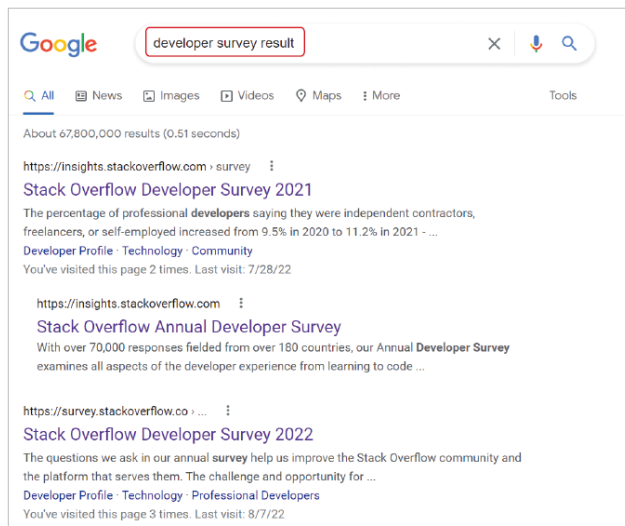 Google
developer survey result
All News Images Videos Maps More Tools
About 67,800,000 results (0.51 seconds)
https://insights.stackoverflow.com › survey
Stack Overflow Developer Survey 2021
The percentage of professional developers saying they were independent contractors,
freelancers, or self-employed increased from 9.5% in 2020 to 11.2% in 2021 - ...
Developer Profile · Technology · Community
You've visited this page 2 times. Last visit: 7/28/22
https://insights.stackoverflow.com
Stack Overflow Annual Developer Survey
With over 70,000 responses fielded from over 180 countries, our Annual Developer Survey
examines all aspects of the developer experience from learning to code ...
https://survey.stackoverflow.co › ...
Stack Overflow Developer Survey 2022
The questions we ask in our annual survey help us improve the Stack Overflow community and
the platform that serves them. The challenge and opportunity for ...
Developer Profile · Technology · Professional Developers
You've visited this page 3 times. Last visit: 8/7/22